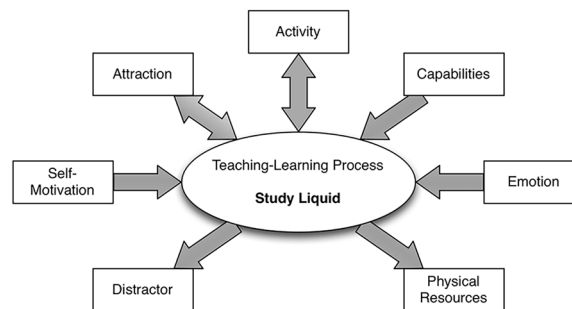 Activity
Attraction
Capabilities
Teaching-Learning Process
Study Liquid
Self-
Motivation
Emotion
Distractor
Physical
Resources